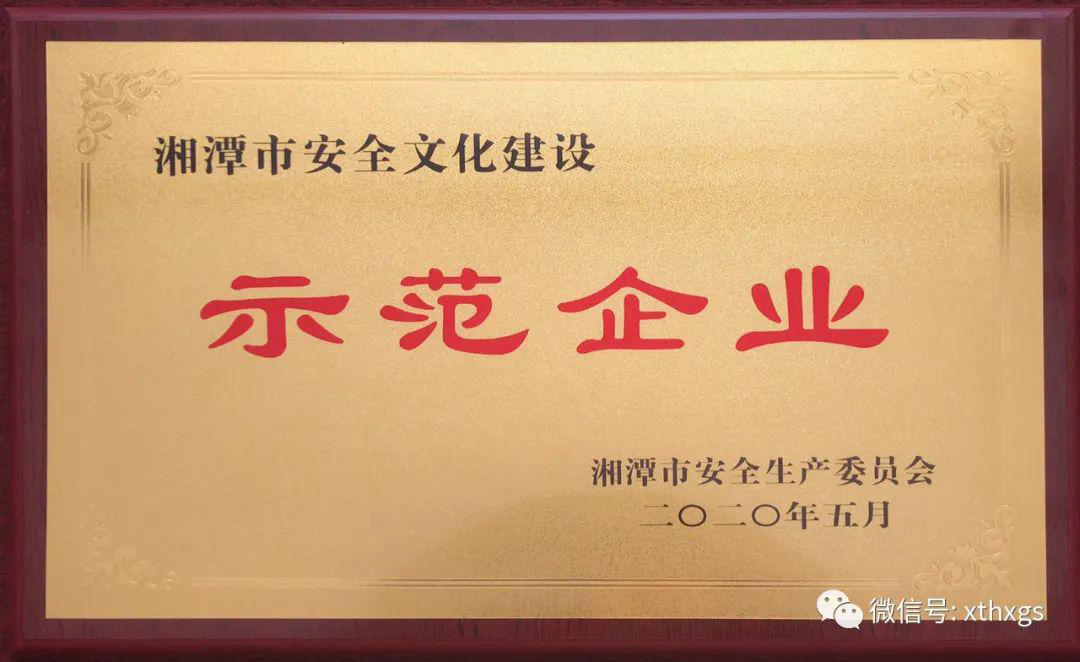 湘潭市安全文化建设
示范企业
湘潭市安全生产委员会
二〇二〇年五月
微信号: xthxgs